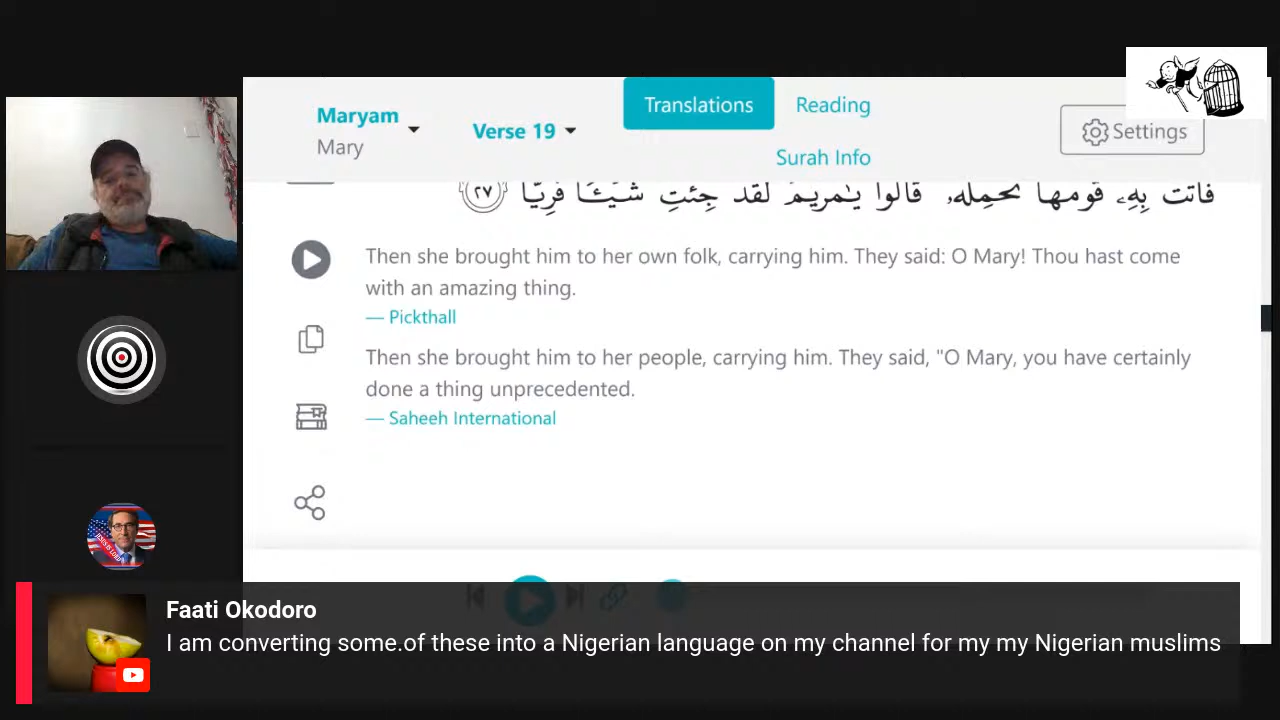 Maryam
Mary
Verse 19
Translations
Reading
Surah Info
Settings
فَأَتَتْ بِهِۦ قَوْمَهَا تَحْمِلُهُۥ قَالُوا۟ يَـٰمَرْيَمُ لَقَدْ جِئْتِ شَيْـًٔا فَرِيًّا ٢٧
Then she brought him to her own folk, carrying him. They said: O Mary! Thou hast come
with an amazing thing.
— Pickthall
Then she brought him to her people, carrying him. They said, "O Mary, you have certainly
done a thing unprecedented.
— Saheeh International
JESUS IS LORD
Faati Okodoro
I am converting some.of these into a Nigerian language on my channel for my my Nigerian muslims